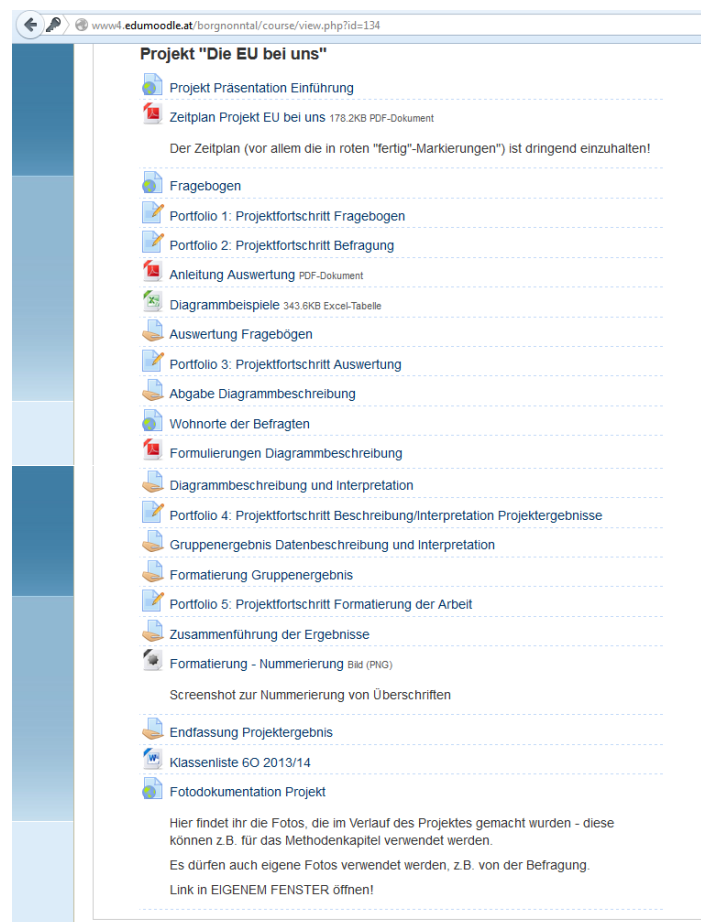 www4.edumoodle.at/borgnonntal/course/view.php?id=134
Projekt "Die EU bei uns"
Projekt Präsentation Einführung
Zeitplan Projekt EU bei uns 178.2KB PDF-Dokument
Der Zeitplan (vor allem die in roten "fertig"-Markierungen") ist dringend einzuhalten!
Fragebogen
Portfolio 1: Projektfortschritt Fragebogen
Portfolio 2: Projektfortschritt Befragung
Anleitung Auswertung PDF-Dokument
Diagrammbeispiele 343.6KB Excel-Tabelle
Auswertung Fragebögen
Portfolio 3: Projektfortschritt Auswertung
Abgabe Diagrammbeschreibung
Wohnorte der Befragten
Formulierungen Diagrammbeschreibung
Diagrammbeschreibung und Interpretation
Portfolio 4: Projektfortschritt Beschreibung/Interpretation Projektergebnisse
Gruppenergebnis Datenbeschreibung und Interpretation
Formatierung Gruppenergebnis
Portfolio 5: Projektfortschritt Formatierung der Arbeit
Zusammenführung der Ergebnisse
Formatierung - Nummerierung Bild (PNG)
Screenshot zur Nummerierung von Überschriften
Endfassung Projektergebnis
Klassenliste 6O 2013/14
Fotodokumentation Projekt
Hier findet ihr die Fotos, die im Verlauf des Projektes gemacht wurden - diese
können z.B. für das Methodenkapitel verwendet werden.
Es dürfen auch eigene Fotos verwendet werden, z.B. von der Befragung.
Link in EIGENEM FENSTER öffnen!